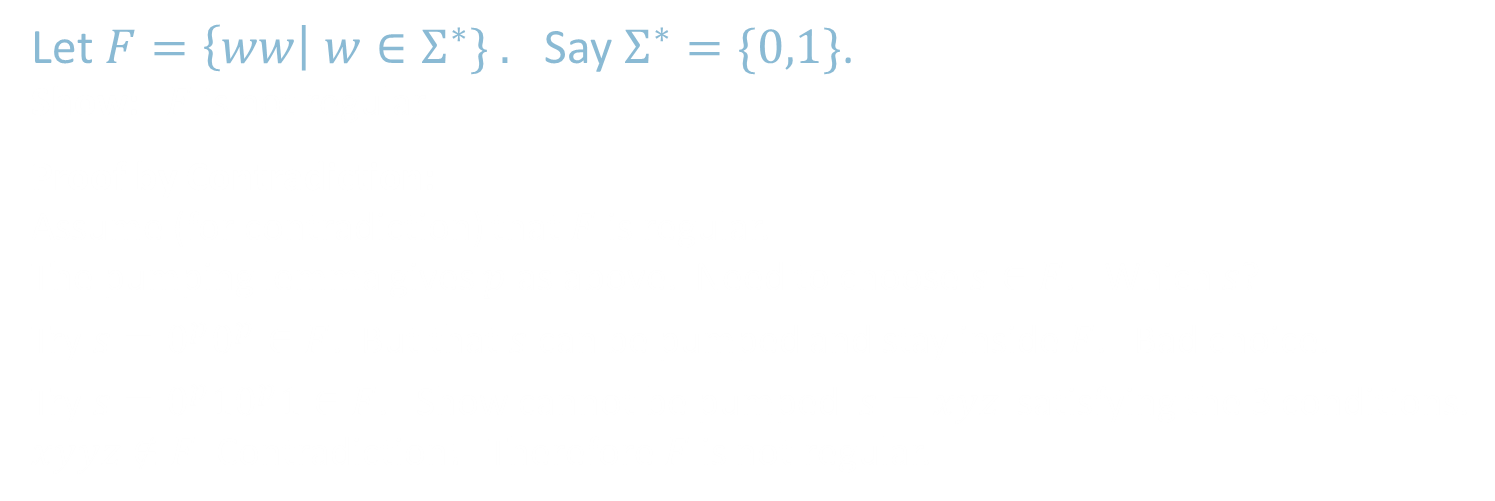 Let 𝐹 = {𝑤𝑤| 𝑤 ∈ Σ*} . Say Σ* = {0,1}.